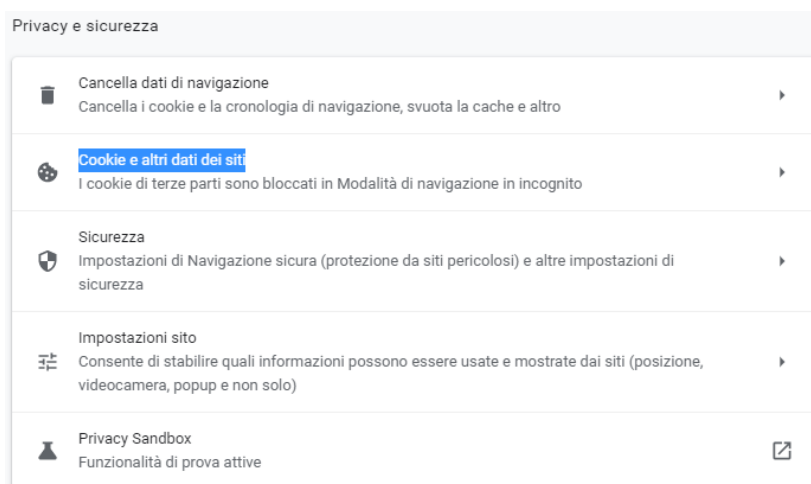 Privacy e sicurezza
Cancella dati di navigazione
Cancella i cookie e la cronologia di navigazione, svuota la cache e altro
Cookie e altri dati dei siti
I cookie di terze parti sono bloccati in Modalità di navigazione in incognito
Sicurezza
Impostazioni di Navigazione sicura (protezione da siti pericolosi) e altre impostazioni di
sicurezza
Impostazioni sito
Consente di stabilire quali informazioni possono essere usate e mostrate dai siti (posizione,
videocamera, popup e non solo)
Privacy Sandbox
Funzionalità di prova attive